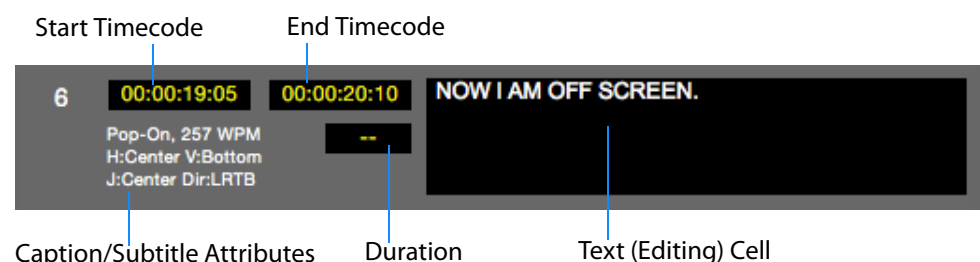 Start Timecode
End Timecode
6
00:00:19:05
00:00:20:10
NOW I AM OFF SCREEN.
Pop-On, 257 WPM
--
H:Center V:Bottom
J:Center Dir:LRTB
Caption/Subtitle Attributes
Duration
Text (Editing) Cell